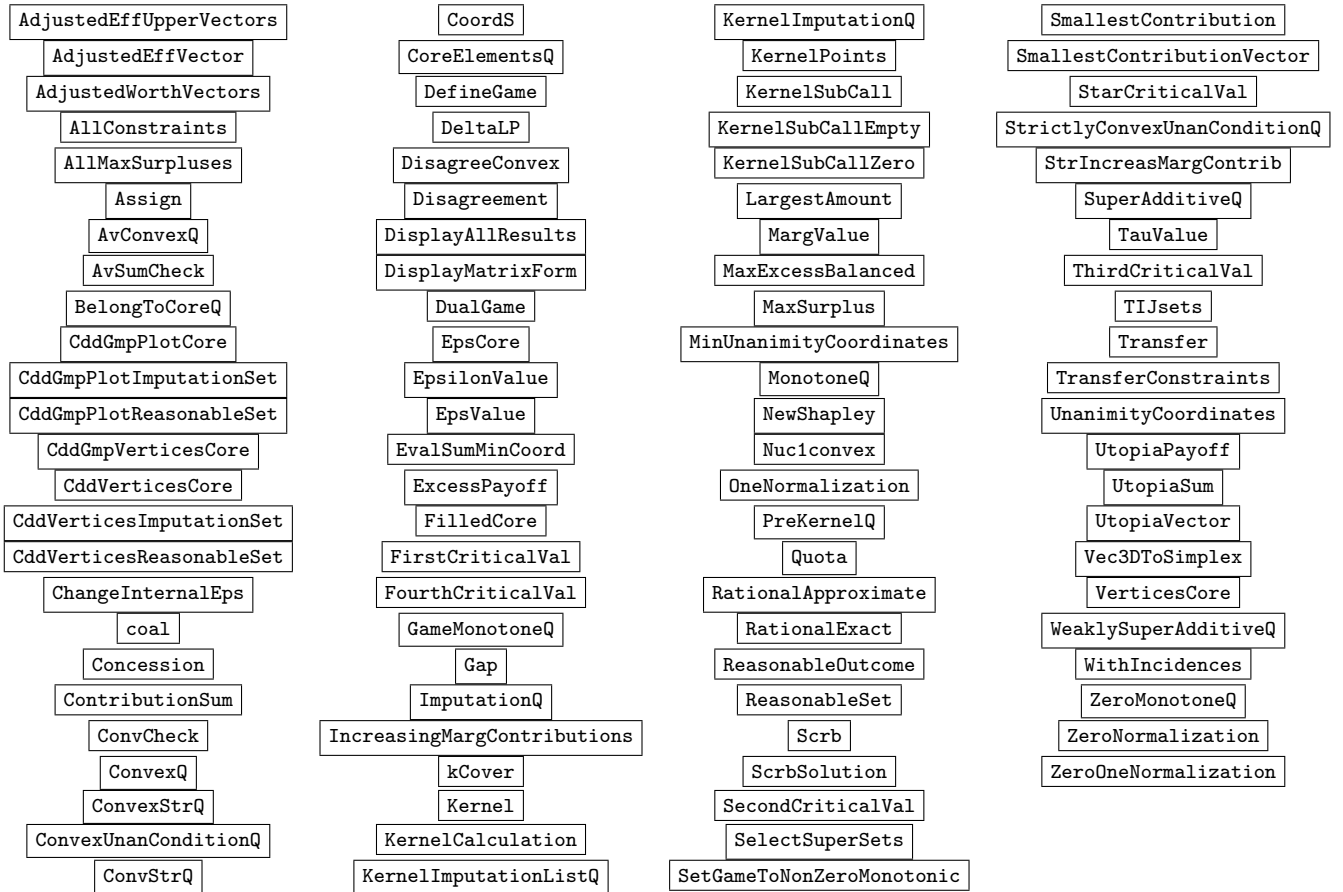 AdjustedEffUpperVectors
AdjustedEffVector
AdjustedWorthVectors
AllConstraints
AllMaxSurpluses
Assign
AvConvexQ
AvSumCheck
BelongToCoreQ
CddGmpPlotCore
CddGmpPlotImputationSet
CddGmpPlotReasonableSet
CddGmpVerticesCore
CddVerticesCore
CddVerticesImputationSet
CddVerticesReasonableSet
ChangeInternalEps
coal
Concession
ContributionSum
ConvCheck
ConvexQ
ConvexStrQ
ConvexUnanConditionQ
ConvStrQ
CoordS
CoreElementsQ
DefineGame
DeltaLP
DisagreeConvex
Disagreement
DisplayAllResults
DisplayMatrixForm
DualGame
EpsCore
EpsilonValue
EpsValue
EvalSumMinCoord
ExcessPayoff
FilledCore
FirstCriticalVal
FourthCriticalVal
GameMonotoneQ
Gap
ImputationQ
IncreasingMargContributions
kCover
Kernel
KernelCalculation
KernelImputationListQ
KernelImputationQ
KernelPoints
KernelSubCall
KernelSubCallEmpty
KernelSubCallZero
LargestAmount
MargValue
MaxExcessBalanced
MaxSurplus
MinUnanimityCoordinates
MonotoneQ
NewShapley
Nuc1convex
OneNormalization
PreKernelQ
Quota
RationalApproximate
RationalExact
ReasonableOutcome
ReasonableSet
Scrb
ScrbSolution
SecondCriticalVal
SelectSuperSets
SetGameToNonZeroMonotonic
SmallestContribution
SmallestContributionVector
StarCriticalVal
StrictlyConvexUnanConditionQ
StrIncreasMargContrib
SuperAdditiveQ
TauValue
ThirdCriticalVal
TIJsets
Transfer
TransferConstraints
UnanimityCoordinates
UtopiaPayoff
UtopiaSum
UtopiaVector
Vec3DToSimplex
VerticesCore
WeaklySuperAdditiveQ
WithIncidences
ZeroMonotoneQ
ZeroNormalization
ZeroOneNormalization